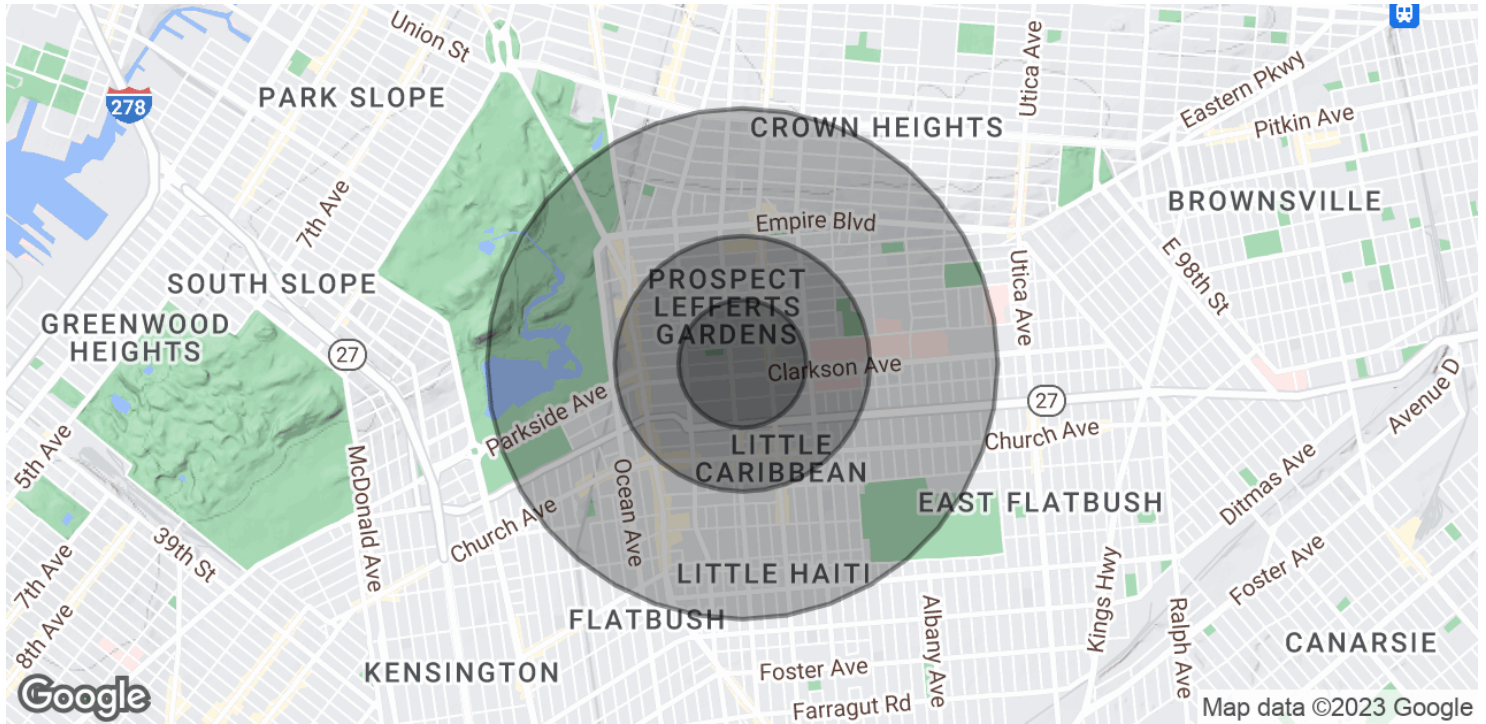 Union St
PARK SLOPE
278
7th Ave
SOUTH SLOPE
GREENWOOD
HEIGHTS
27
5th Ave
39th St
7th Ave
8th Ave
McDonald Ave
KENSINGTON
Church Ave
Parkside Ave
Ocean Ave
FLATBUSH
CROWN HEIGHTS
Empire Blvd
PROSPECT
LEFFERTS
GARDENS
Clarkson Ave
LITTLE
CARIBBEAN
LITTLE HAITI
EAST FLATBUSH
Church Ave
27
Utica Ave
Utica Ave
Eastern Pkwy
Pitkin Ave
BROWNSVILLE
E 98th St
Avenue D
Ditmas Ave
Foster Ave
Kings Hwy
Ralph Ave
Albany Ave
Foster Ave
Farragut Rd
CANARSIE
Google
Map data ©2023 Google